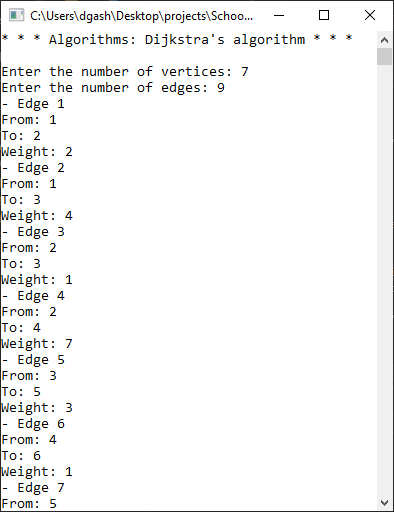 C:\Users\dgash\Desktop\projects\Schoo...
* * * Algorithms: Dijkstra's algorithm * * *
Enter the number of vertices: 7
Enter the number of edges: 9
- Edge 1
From: 1
To: 2
Weight: 2
- Edge 2
From: 1
To: 3
Weight: 4
- Edge 3
From: 2
To: 3
Weight: 1
- Edge 4
From: 2
To: 4
Weight: 7
- Edge 5
From: 3
To: 5
Weight: 3
- Edge 6
From: 4
To: 6
Weight: 1
- Edge 7
From: 5